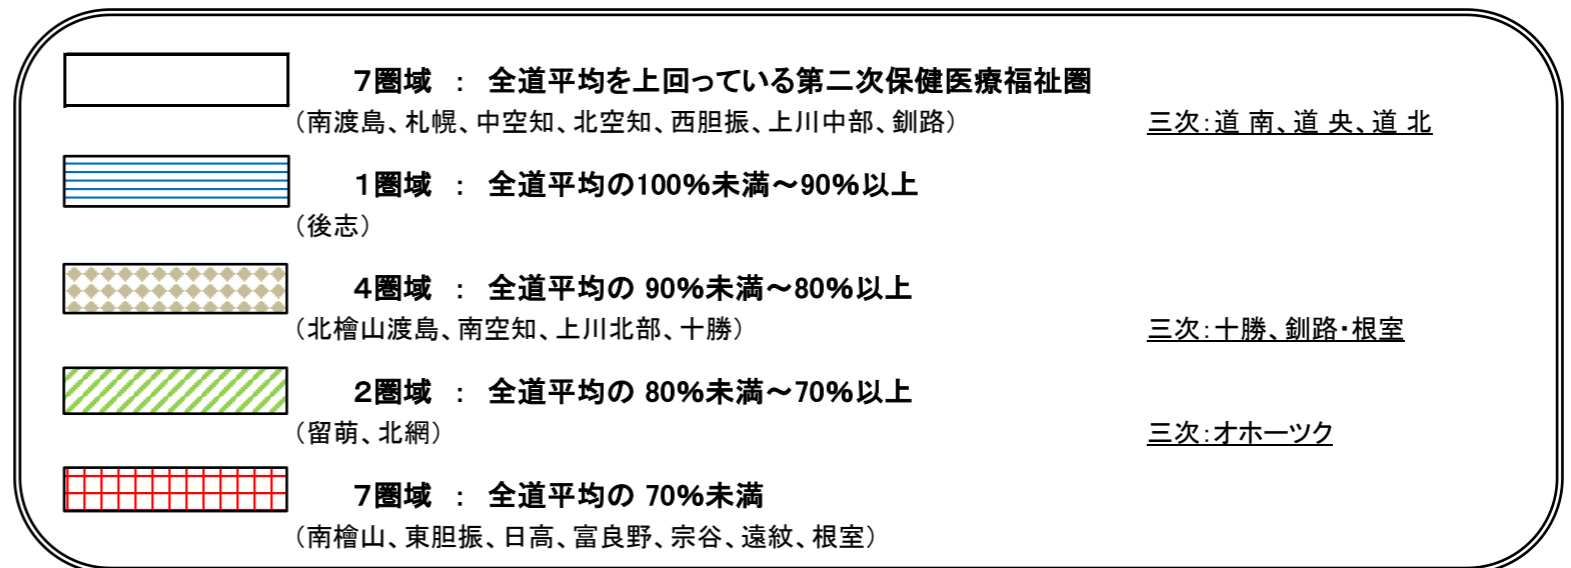 7圏域 : 全道平均を上回っている第二次保健医療福祉圏
(南渡島、札幌、中空知、北空知、西胆振、上川中部、釧路) 三次:道 南、道 央、道 北
1圏域 : 全道平均の100%未満~90%以上
(後志)
4圏域 : 全道平均の 90%未満~80%以上
(北檜山渡島、南空知、上川北部、十勝) 三次:十勝、釧路・根室
2圏域 : 全道平均の 80%未満~70%以上
(留萌、北網) 三次:オホーツク
7圏域 : 全道平均の 70%未満
(南檜山、東胆振、日高、富良野、宗谷、遠紋、根室)